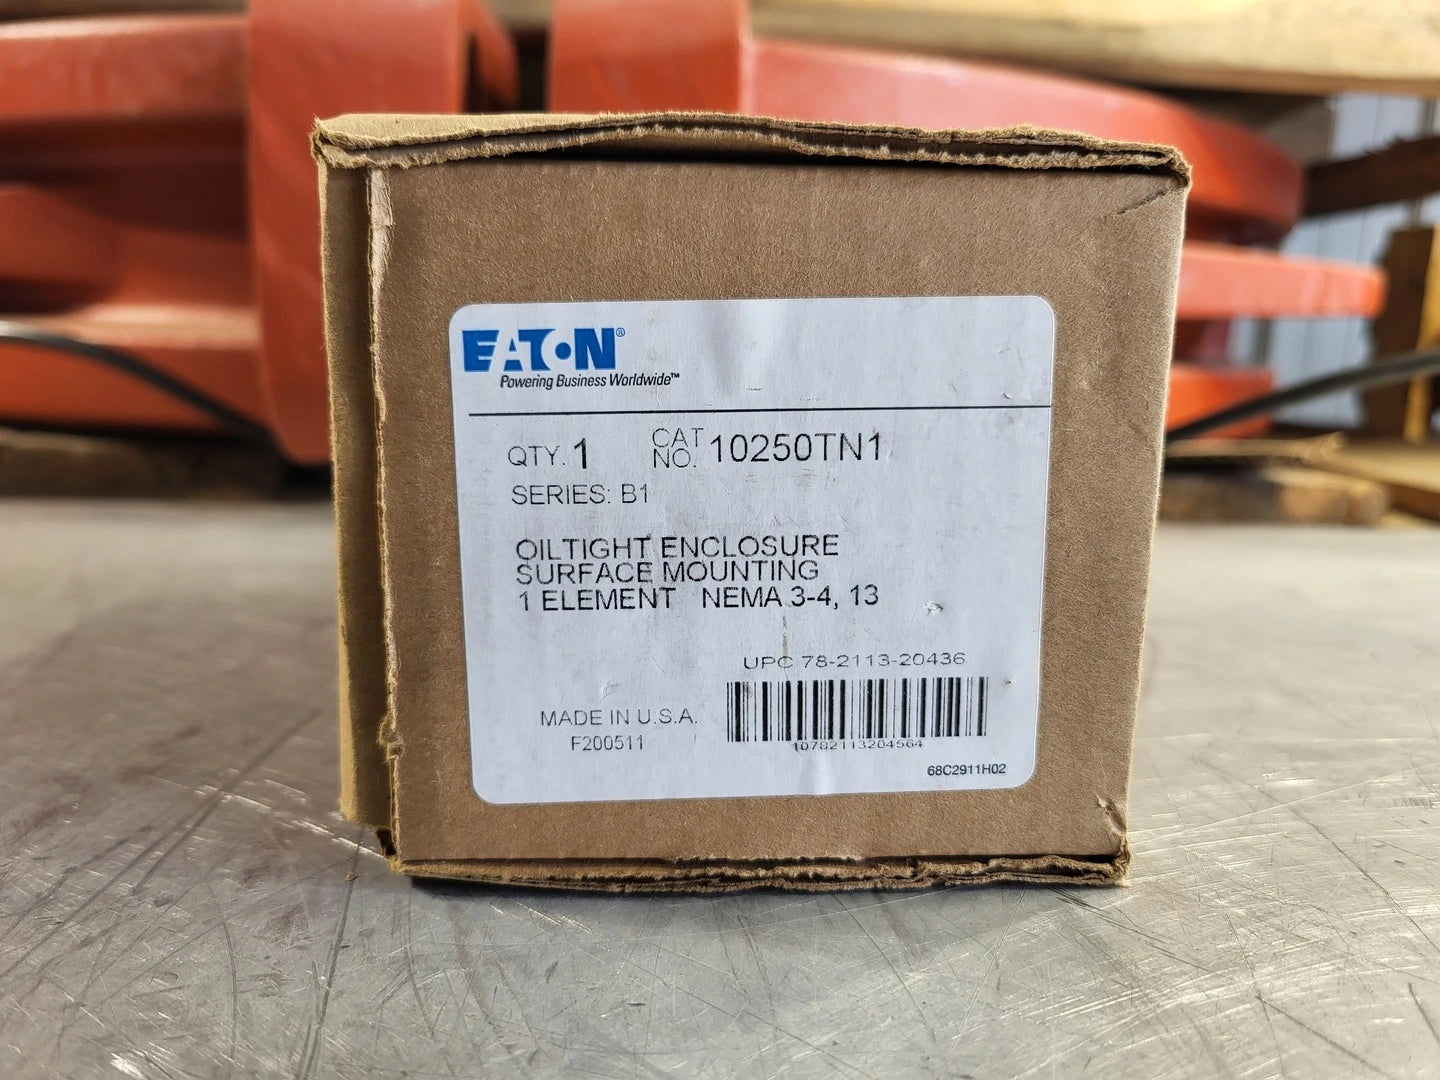 EATON®
Powering Business Worldwide™
QTY. 1 CAT NO. 10250TN1
SERIES: B1
OILTIGHT ENCLOSURE
SURFACE MOUNTING
1 ELEMENT NEMA 3-4, 13
UPC 78-2113-20436
MADE IN U.S.A.
F200511
10782113204564
68C2911H02